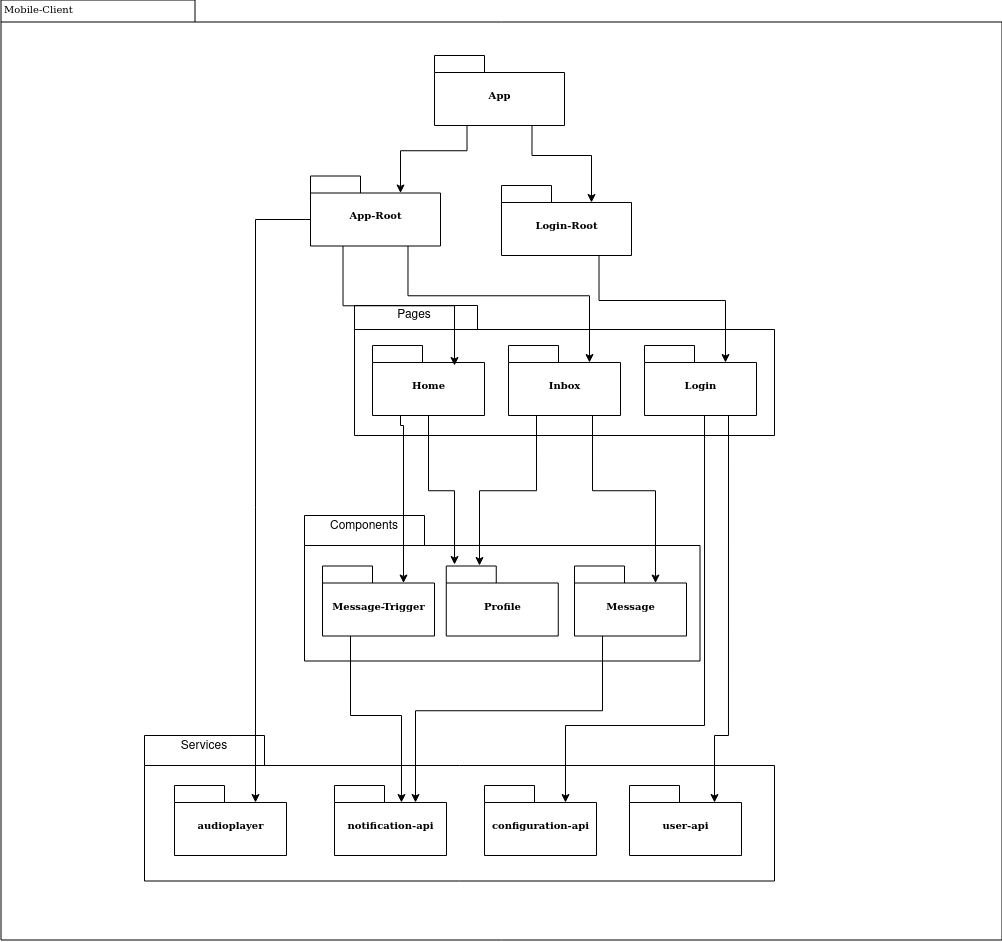 Mobile-Client
App
App-Root
Login-Root
Pages
Home
Inbox
Login
Components
Message-Trigger
Profile
Message
Services
audioplayer
notification-api
configuration-api
user-api